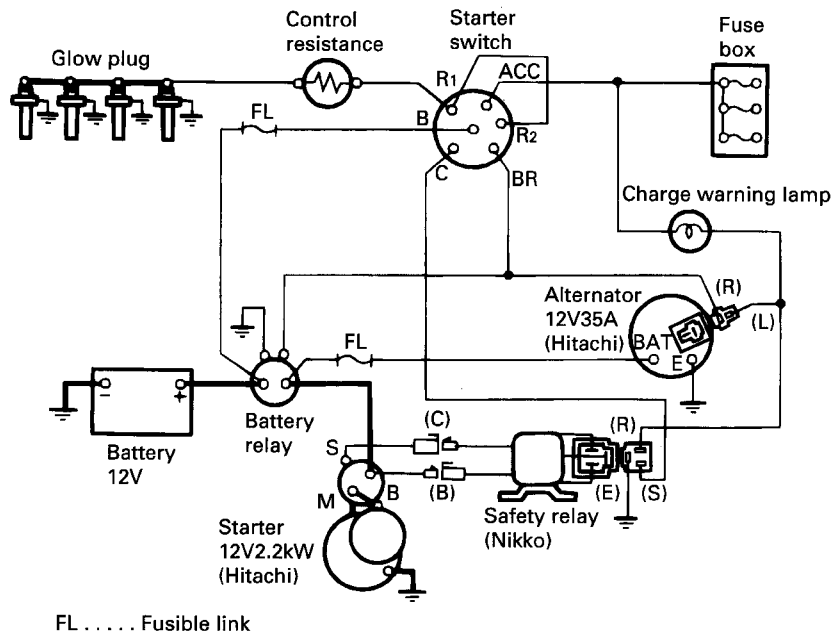 Control
resistance
Starter
switch
Fuse
box
Glow plug
R1
ACC
FL
B
R2
C
BR
Charge warning lamp
Alternator
12V35A
(Hitachi)
(R)
(L)
BAT
E
FL
Battery
relay
−
+
Battery
12V
S
(C)
(R)
M
B
(B)
(E)
(S)
Starter
12V2.2kW
(Hitachi)
Safety relay
(Nikko)
FL ..... Fusible link